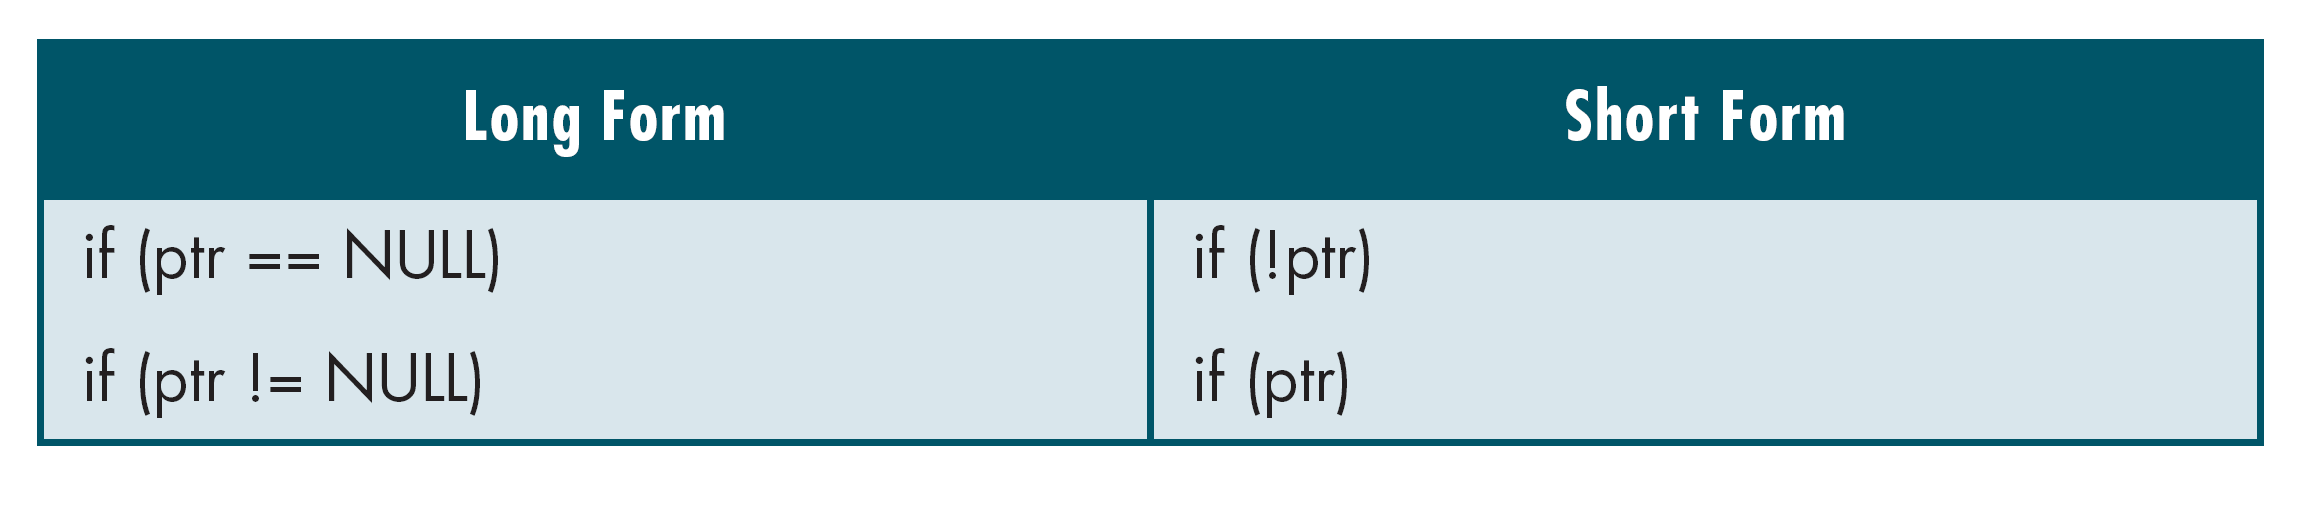 Long Form Short Form
if (ptr == NULL) if (!ptr)
if (ptr != NULL) if (ptr)